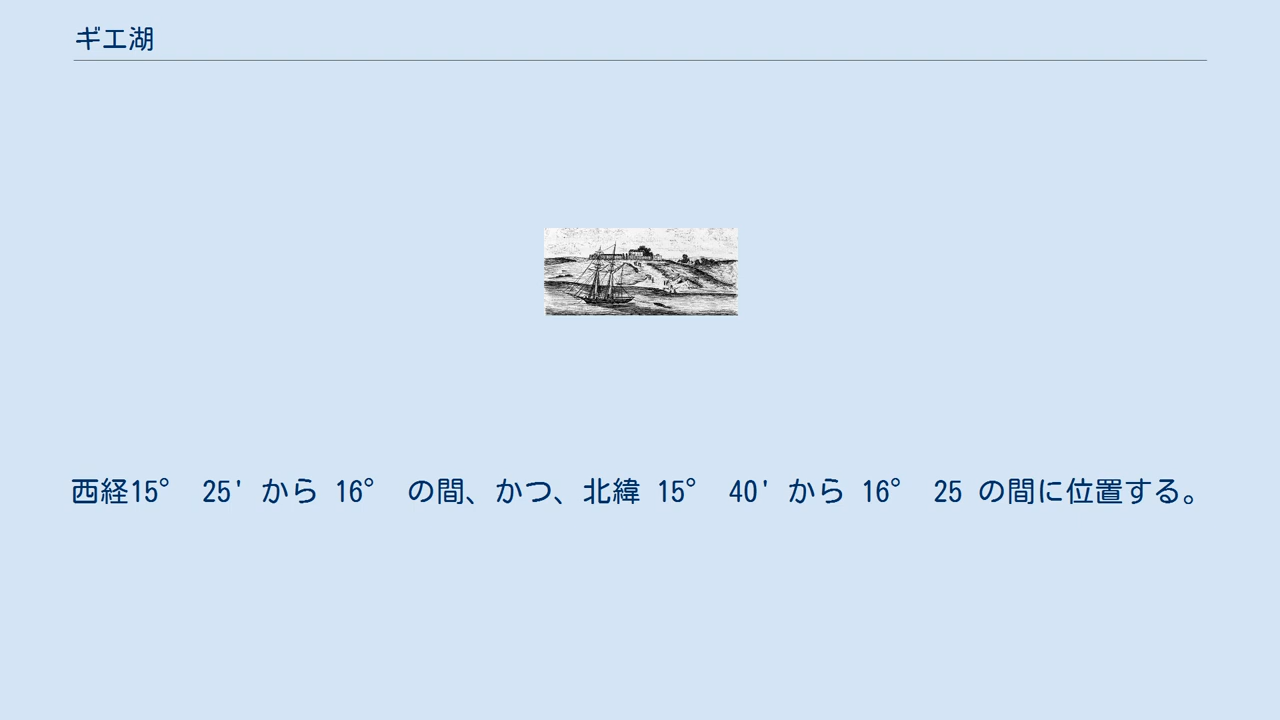 ギエ湖
西経15° 25' から 16° の間、かつ、北緯 15° 40' から 16° 25 の間に位置する。